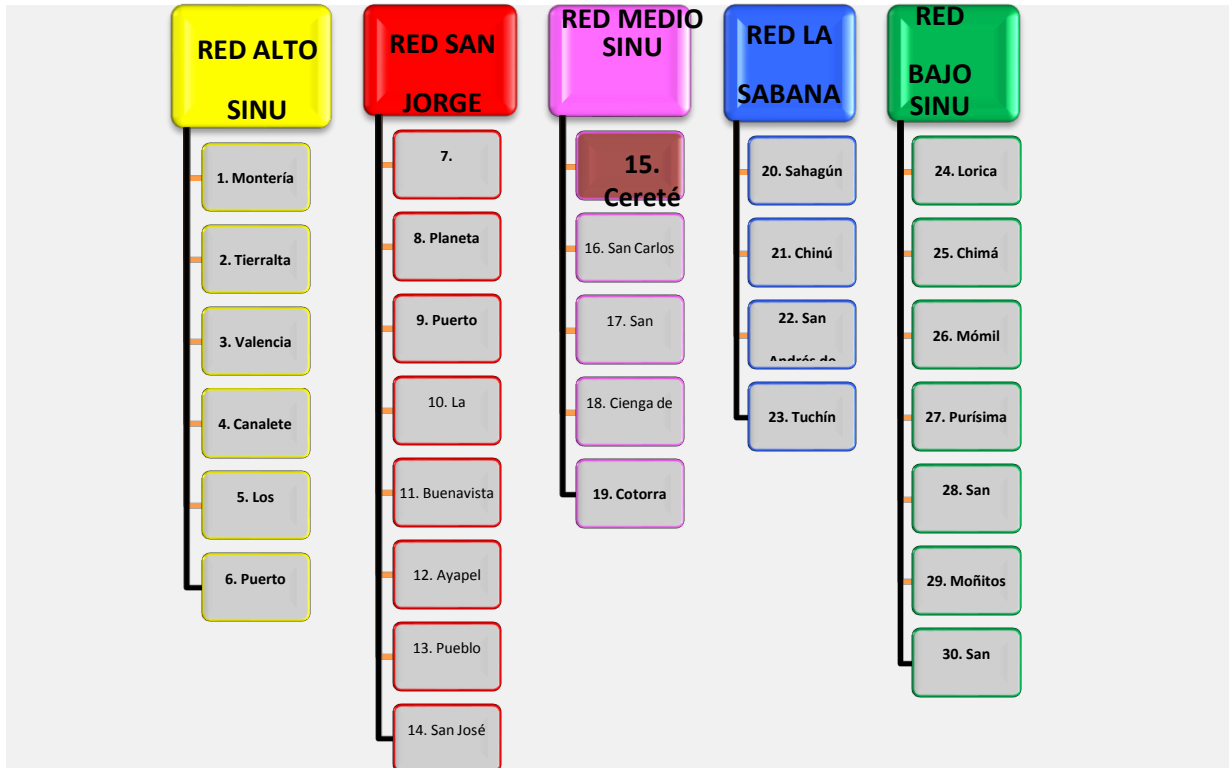 RED ALTO
SINU
1. Montería
2. Tierralta
3. Valencia
4. Canalete
5. Los
6. Puerto
RED SAN
JORGE
7.
8. Planeta
9. Puerto
10. La
11. Buenavista
12. Ayapel
13. Pueblo
14. San José
RED MEDIO
SINU
15.
Cereté
16. San Carlos
17. San
18. Cienga de
19. Cotorra
RED LA
SABANA
20. Sahagún
21. Chinú
22. San
Andrés de
23. Tuchín
RED
BAJO
SINU
24. Lorica
25. Chimá
26. Mómil
27. Purísima
28. San
29. Moñitos
30. San